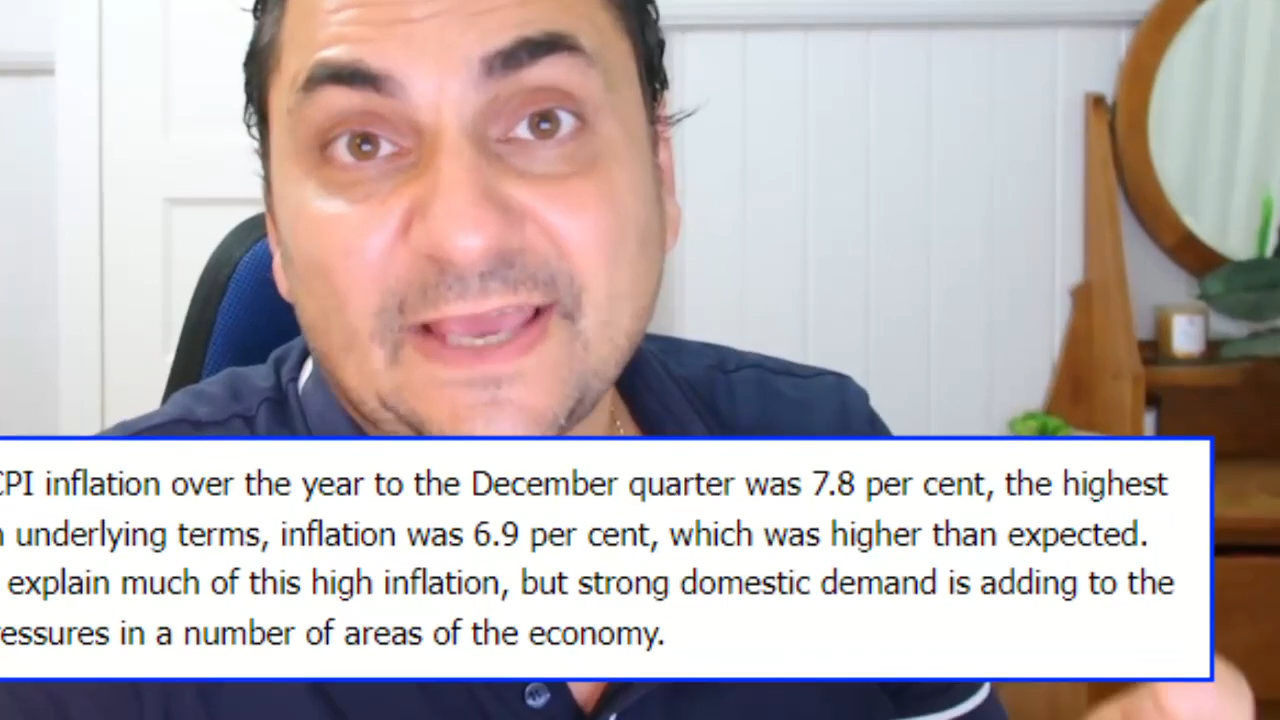 CPI inflation over the year to the December quarter was 7.8 per cent, the highest
underlying terms, inflation was 6.9 per cent, which was higher than expected.
explain much of this high inflation, but strong domestic demand is adding to the
ressures in a number of areas of the economy.